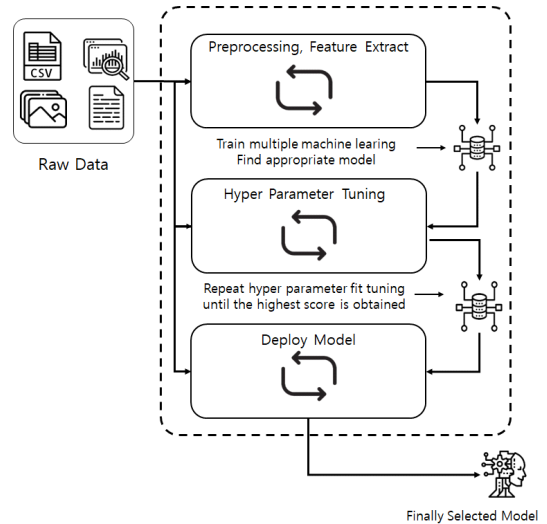 Preprocessing, Feature Extract
CSV
Raw Data
Train multiple machine learing
Find appropriate model
Hyper Parameter Tuning
Repeat hyper parameter fit tuning
until the highest score is obtained
Deploy Model
Finally Selected Model